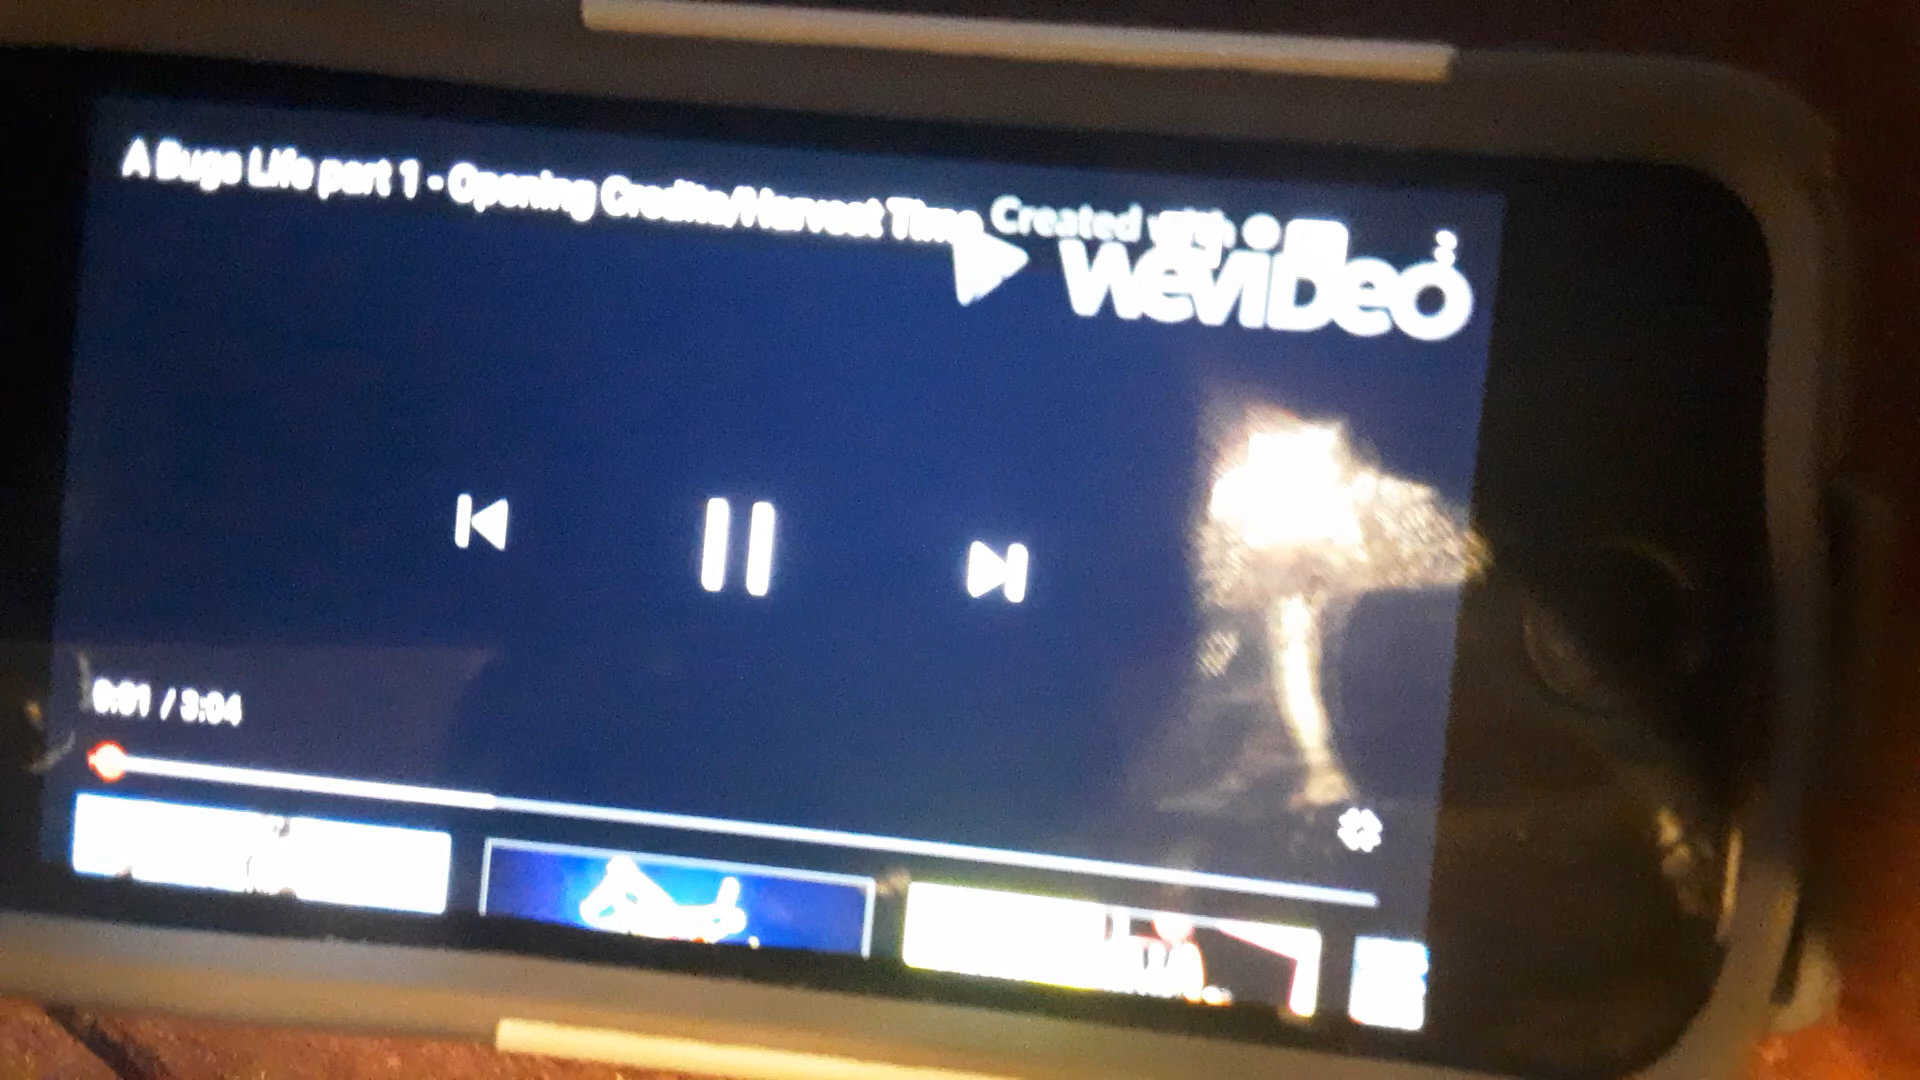 A Bugs Life part 1 - Opening Credits/Harvest Time
Created with
WeVideo
0:01 / 3:04